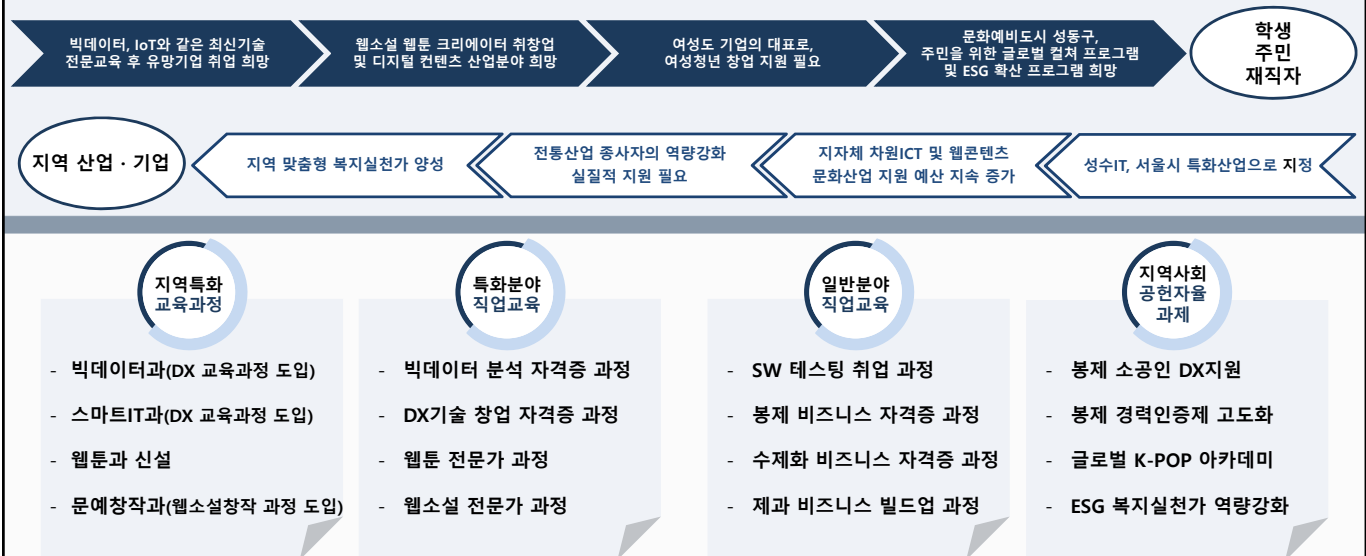 빅데이터, IoT와 같은 최신기술
전문교육 후 유망기업 취업 희망
웹소설 웹툰 크리에이터 취창업
및 디지털 컨텐츠 산업분야 희망
여성도 기업의 대표로,
여성청년 창업 지원 필요
문화예비도시 성동구,
주민을 위한 글로벌 컬쳐 프로그램
및 ESG 확산 프로그램 희망
학생
주민
재직자
지역 산업 · 기업
지역 맞춤형 복지실천가 양성
전통산업 종사자의 역량강화
실질적 지원 필요
지자체 차원ICT 및 웹콘텐츠
문화산업 지원 예산 지속 증가
성수IT, 서울시 특화산업으로 지정
지역특화
교육과정
- 빅데이터과(DX 교육과정 도입)
- 스마트IT과(DX 교육과정 도입)
- 웹툰과 신설
- 문예창작과(웹소설창작 과정 도입)
특화분야
직업교육
- 빅데이터 분석 자격증 과정
- DX기술 창업 자격증 과정
- 웹툰 전문가 과정
- 웹소설 전문가 과정
일반분야
직업교육
- SW 테스팅 취업 과정
- 봉제 비즈니스 자격증 과정
- 수제화 비즈니스 자격증 과정
- 제과 비즈니스 빌드업 과정
지역사회
공헌자율
과제
- 봉제 소공인 DX지원
- 봉제 경력인증제 고도화
- 글로벌 K-POP 아카데미
- ESG 복지실천가 역량강화